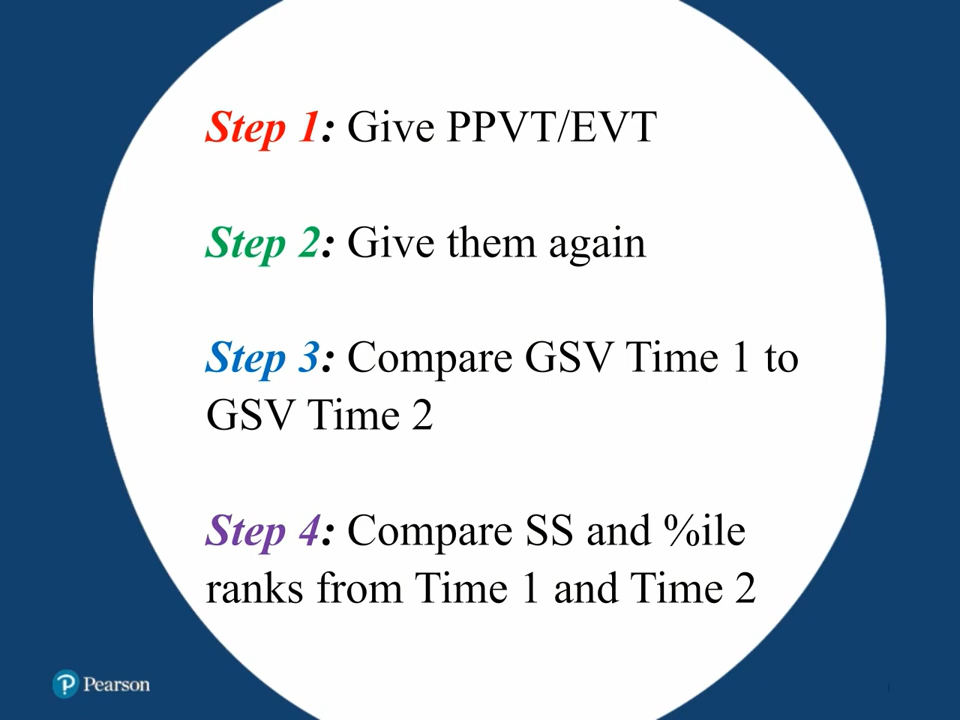 Step 1: Give PPVT/EVT
Step 2: Give them again
Step 3: Compare GSV Time 1 to
GSV Time 2
Step 4: Compare SS and %ile
ranks from Time 1 and Time 2
Pearson